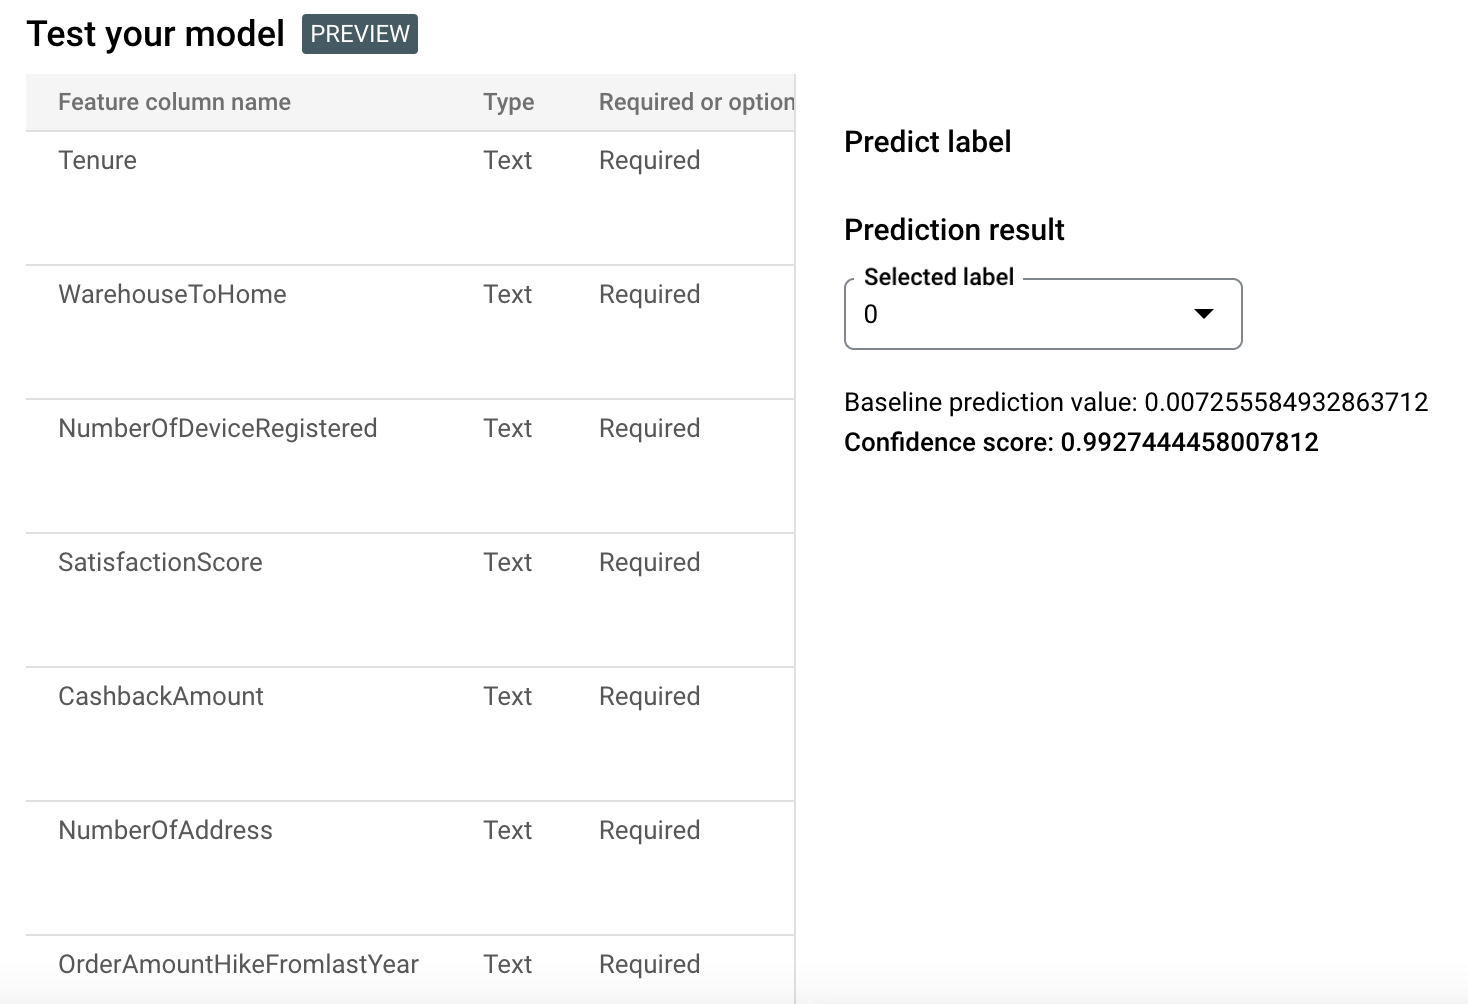 Test your model PREVIEW
Feature column name Type Required or option
Tenure Text Required
WarehouseToHome Text Required
NumberOfDeviceRegistered Text Required
SatisfactionScore Text Required
CashbackAmount Text Required
NumberOfAddress Text Required
OrderAmountHikeFromlastYear Text Required
Predict label
Prediction result
Selected label
0
Baseline prediction value: 0.007255584932863712
Confidence score: 0.9927444458007812